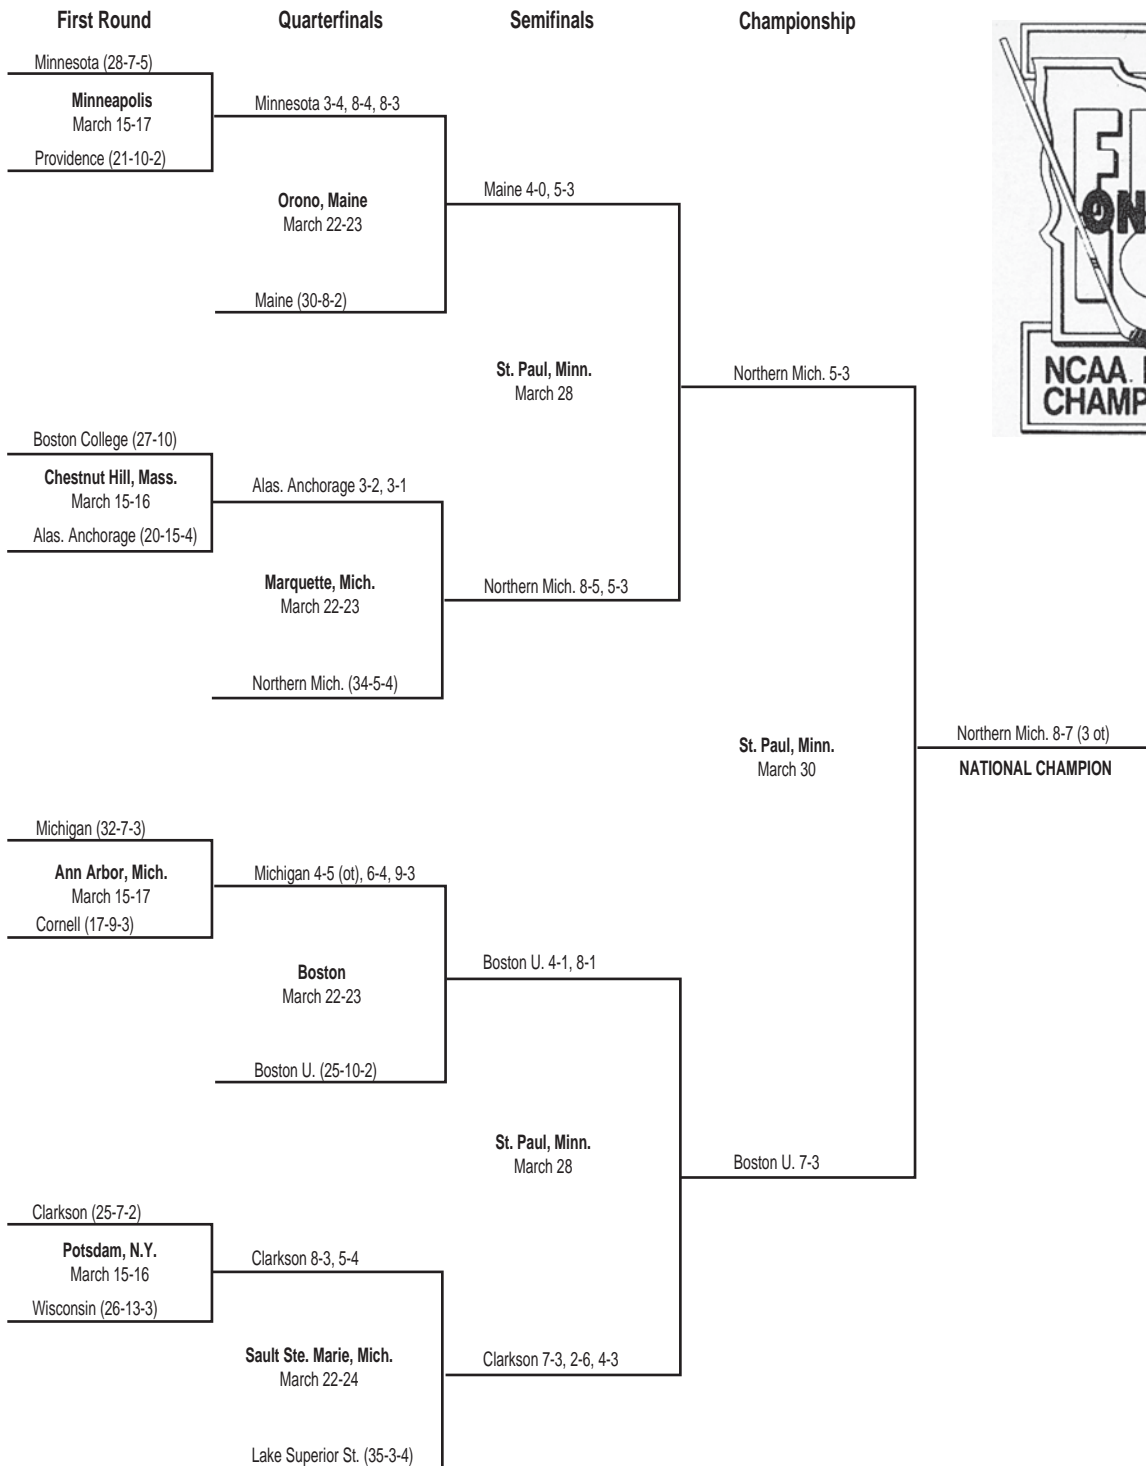 First Round
Quarterfinals
Semifinals
Championship
Minnesota (28-7-5)
Minneapolis
March 15-17
Providence (21-10-2)
Minnesota 3-4, 8-4, 8-3
Orono, Maine
March 22-23
Maine (30-8-2)
Maine 4-0, 5-3
St. Paul, Minn.
March 28
Northern Mich. 5-3
Boston College (27-10)
Chestnut Hill, Mass.
March 15-16
Alas. Anchorage (20-15-4)
Alas. Anchorage 3-2, 3-1
Marquette, Mich.
March 22-23
Northern Mich. (34-5-4)
Northern Mich. 8-5, 5-3
St. Paul, Minn.
March 30
Northern Mich. 8-7 (3 ot)
NATIONAL CHAMPION
Michigan (32-7-3)
Ann Arbor, Mich.
March 15-17
Cornell (17-9-3)
Michigan 4-5 (ot), 6-4, 9-3
Boston
March 22-23
Boston U. (25-10-2)
Boston U. 4-1, 8-1
St. Paul, Minn.
March 28
Boston U. 7-3
Clarkson (25-7-2)
Potsdam, N.Y.
March 15-16
Wisconsin (26-13-3)
Clarkson 8-3, 5-4
Sault Ste. Marie, Mich.
March 22-24
Lake Superior St. (35-3-4)
Clarkson 7-3, 2-6, 4-3
NCAA
CHAMP